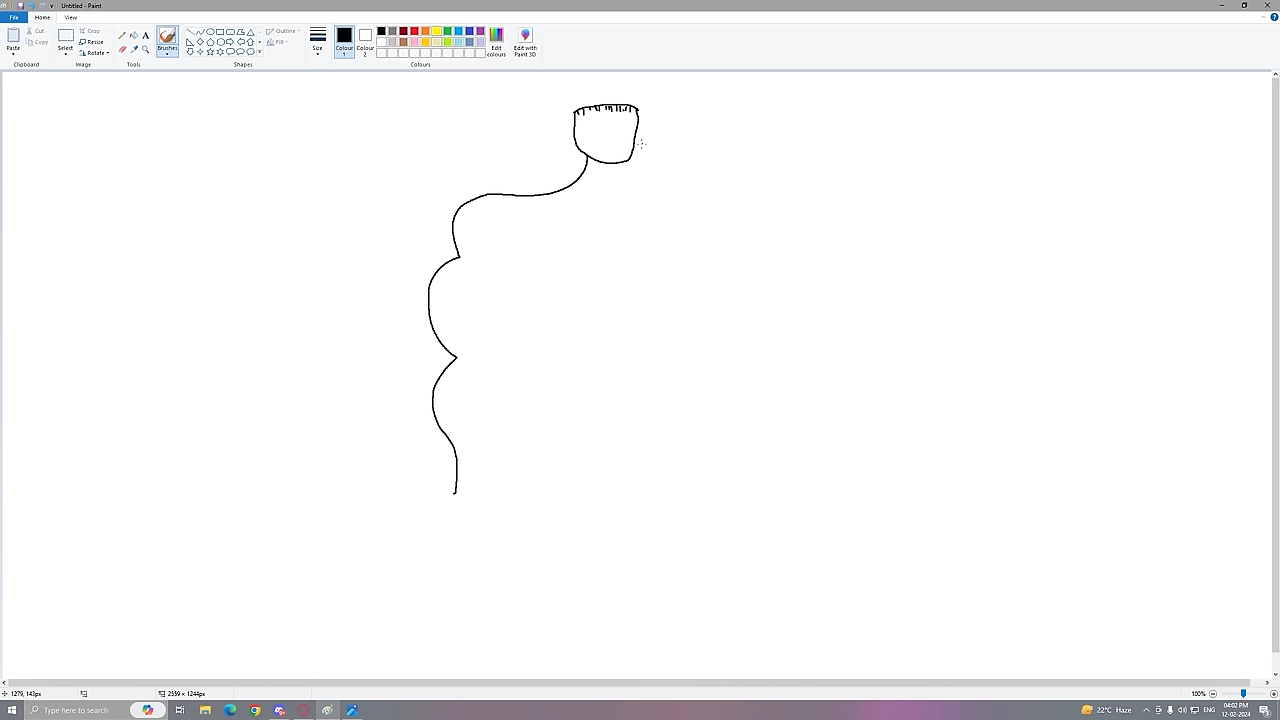 Untitled - Paint
File Home View
Paste Cut Copy Clipboard
Select Crop Resize Rotate Image
Tools
Brushes
Shapes Outline Fill
Size
Colour 1 Colour 2 Edit colours Edit with Paint 3D
Colours
1279, 143px 2559 × 1244px 100%
Type here to search 22°C Haze ENG 04:02 PM
12-02-2024